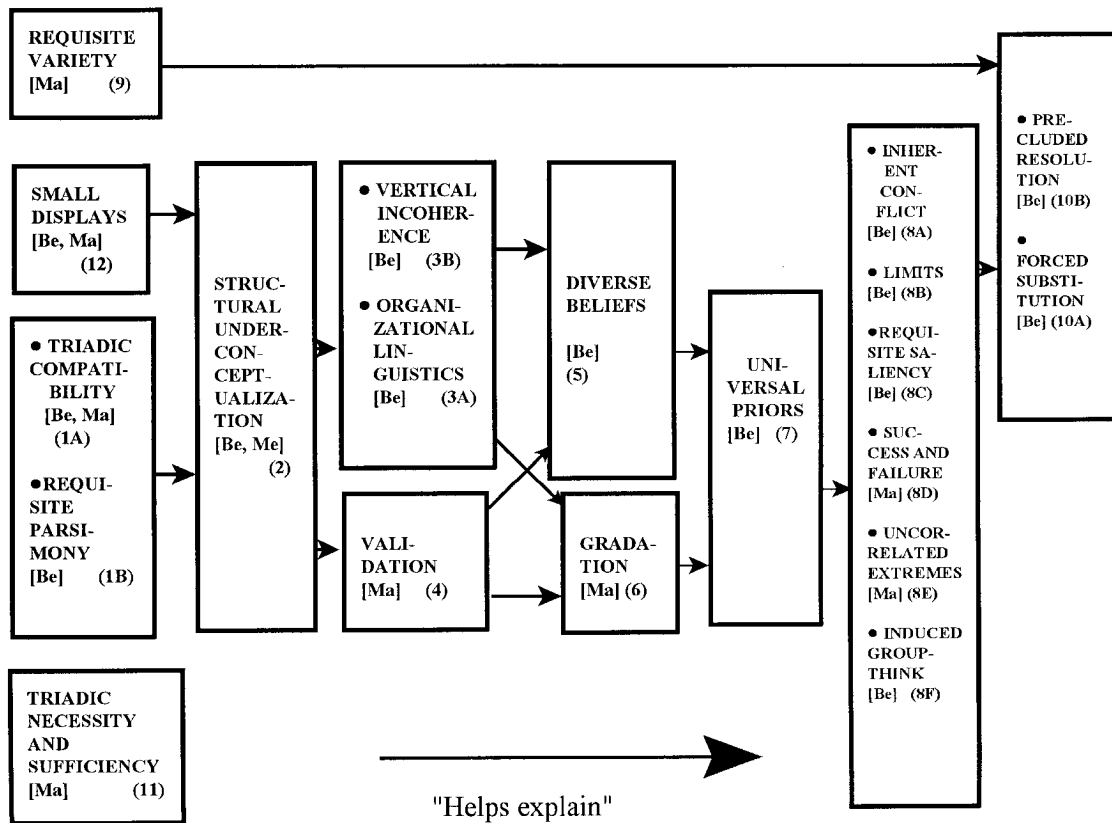 REQUISITE
VARIETY
[Ma] (9)
SMALL
DISPLAYS
[Be, Ma]
(12)
● TRIADIC
COMPATI-
BILITY
[Be, Ma]
(1A)
●REQUI-
SITE
PARSI-
MONY
[Be] (1B)
TRIADIC
NECESSITY
AND
SUFFICIENCY
[Ma] (11)
STRUC-
TURAL
UNDER-
CON-
CEPT-
UALIZA-
TION
[Be, Me]
(2)
● VERTICAL
INCOHER-
ENCE
[Be] (3B)
● ORGANI-
ZATIONAL
LIN-
GUISTICS
[Be] (3A)
VALI-
DATION
[Ma] (4)
DIVERSE
BELIEFS
[Be]
(5)
GRADA-
TION
[Ma] (6)
UNI-
VERSAL
PRIORS
[Be] (7)
● INHER-
ENT
CON-
FLICT
[Be] (8A)
● LIMITS
[Be] (8B)
●REQUI-
SITE SA-
LIENCY
[Be] (8C)
● SUC-
CESS AND
FAILURE
[Ma] (8D)
● UNCOR-
RELATED
EXTREMES
[Ma] (8E)
● INDUCED
GROUP-
THINK
[Be] (8F)
● PRE-
CLUDED
RESOLU-
TION
[Be] (10B)
●
FORCED
SUBSTI-
TUTION
[Be] (10A)
"Helps explain"